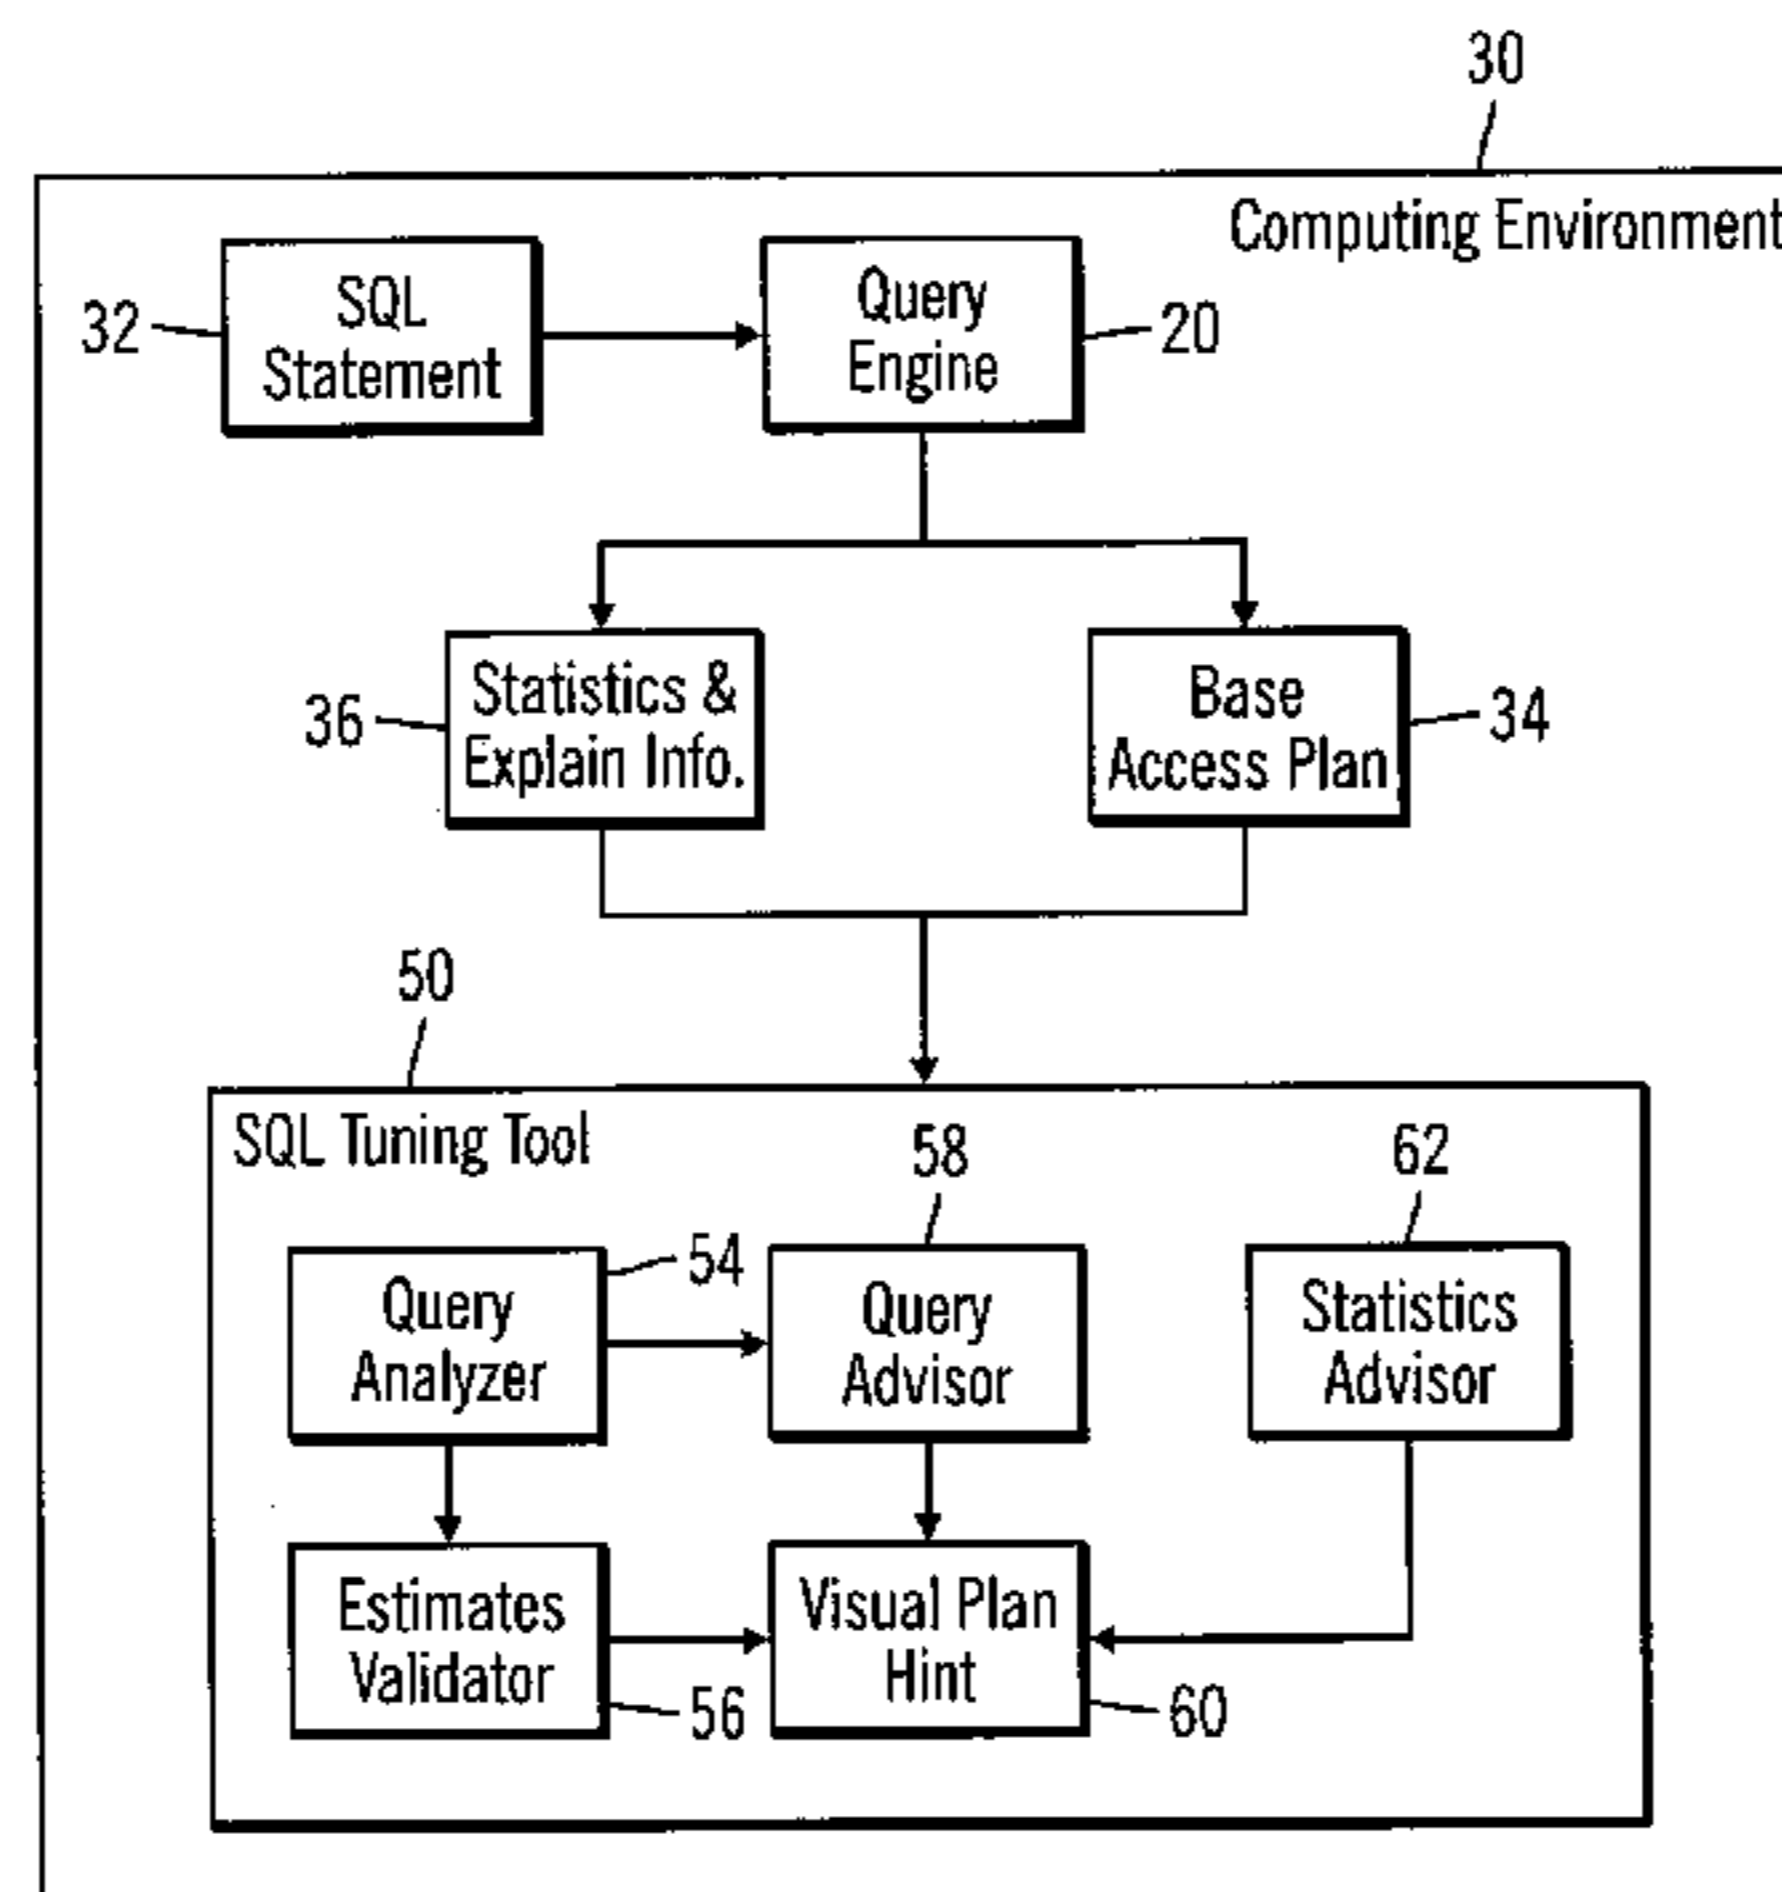 30
Computing Environment
32
SQL
Statement
Query
Engine
20
36
Statistics &
Explain Info.
Base
Access Plan
34
50
SQL Tuning Tool
58
62
54
Query
Analyzer
Query
Advisor
Statistics
Advisor
Estimates
Validator
56
Visual Plan
Hint
60